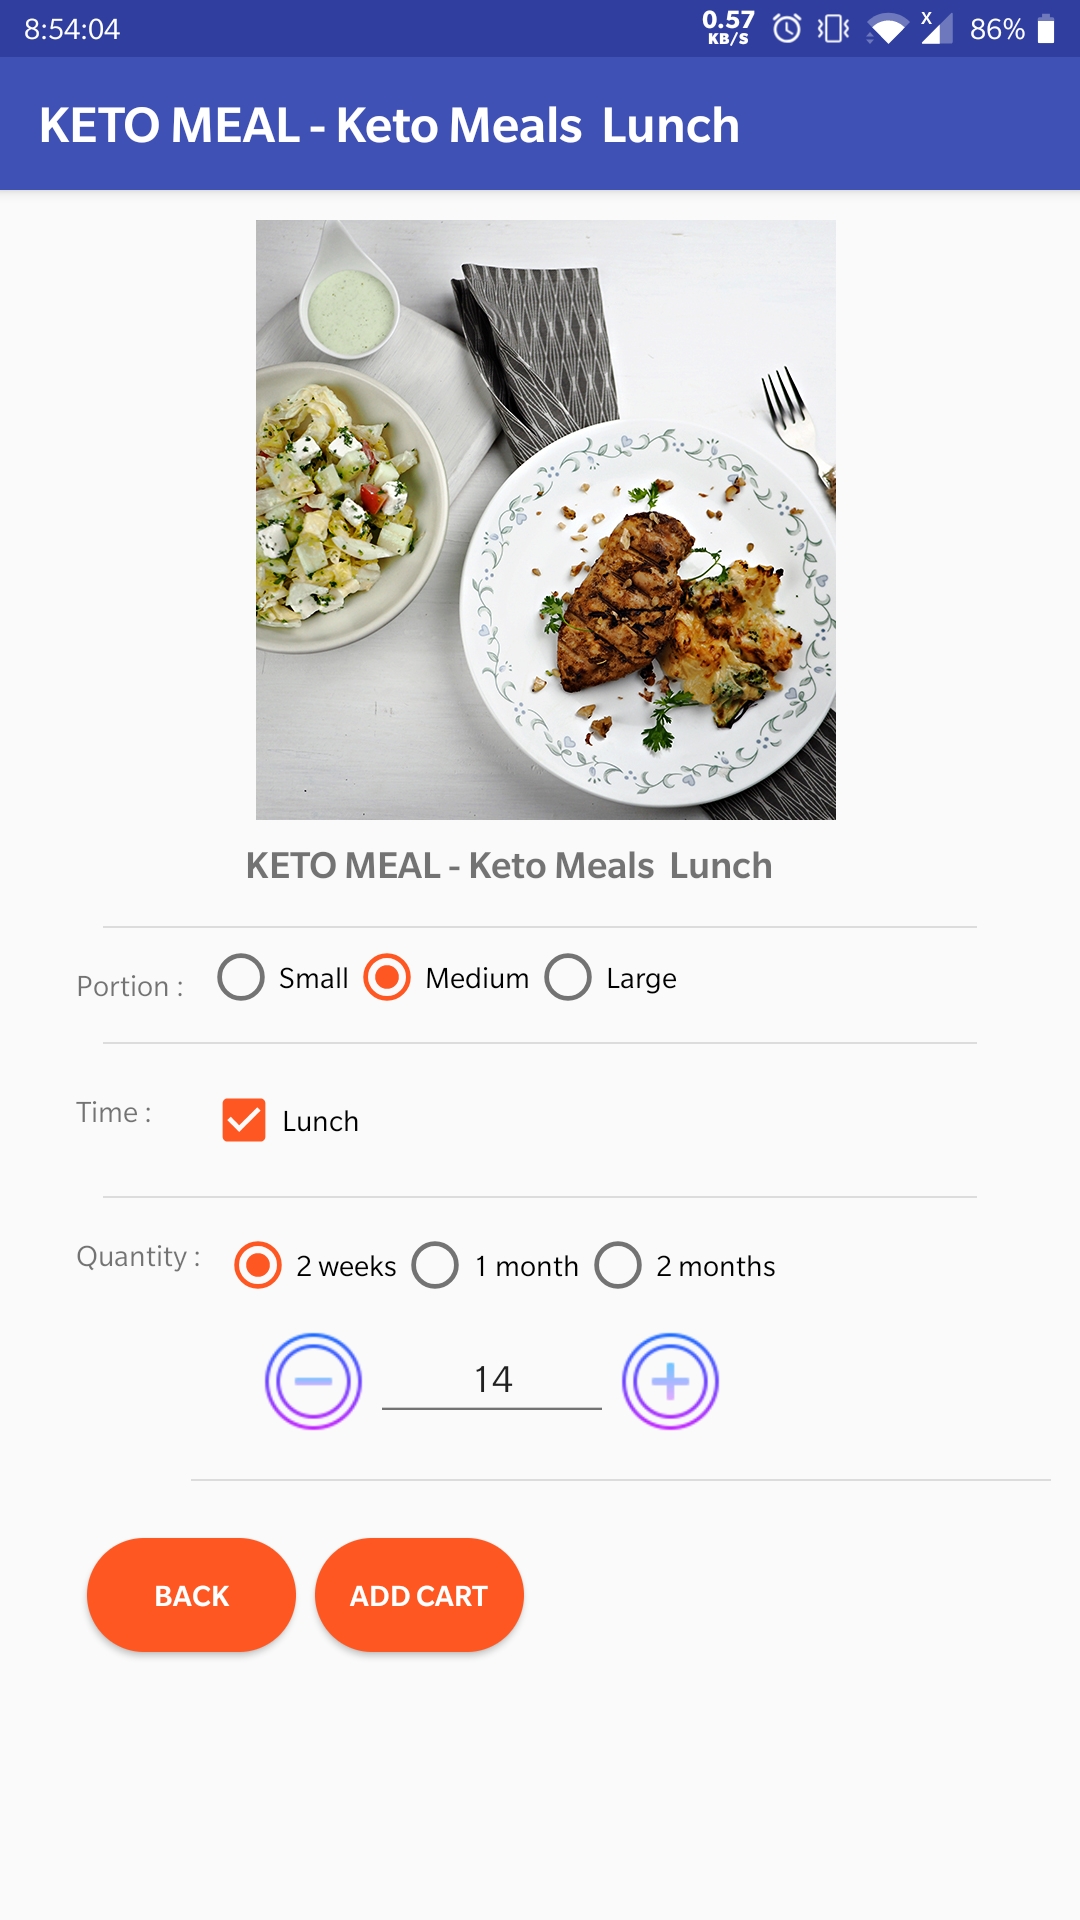 8:54:04 0.57 KB/S X 86%
KETO MEAL - Keto Meals Lunch
KETO MEAL - Keto Meals Lunch
Portion : Small Medium Large
Time : Lunch
Quantity : 2 weeks 1 month 2 months
14
BACK ADD CART